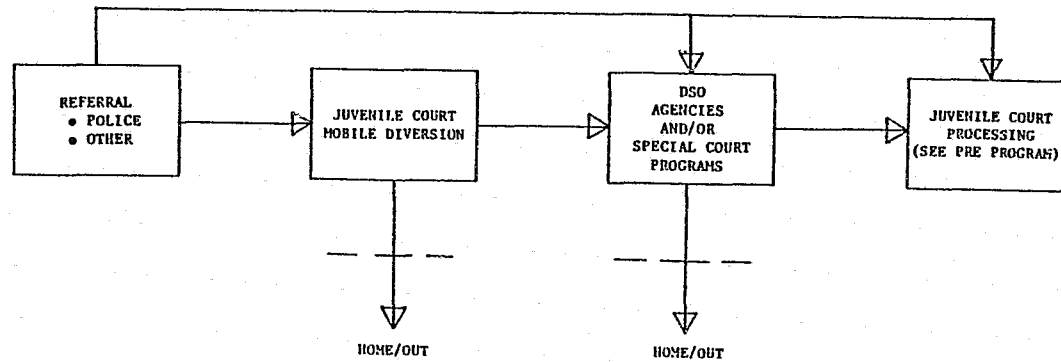 REFERRAL
• POLICE
• OTHER
JUVENILE COURT
MOBILE DIVERSION
DSO
AGENCIES
AND/OR
SPECIAL COURT
PROGRAMS
JUVENILE COURT
PROCESSING
(SEE PRE PROGRAM)
HOME/OUT
HOME/OUT